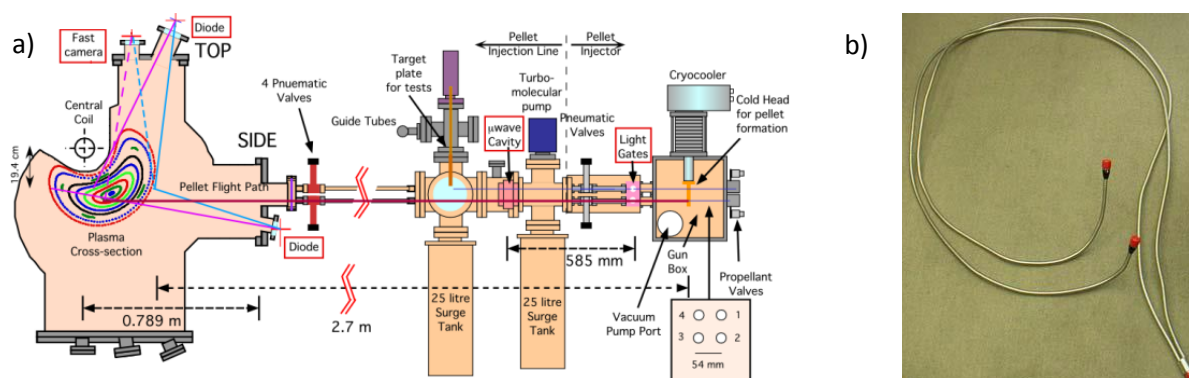 a)
Fast
camera
Diode
TOP
Central
Coil
19.4 cm
4 Pnuematic
Valves
SIDE
Pellet Flight Path
Plasma
Cross-section
Diode
0.789 m
2.7 m
Guide Tubes
Target
plate
for tests
Pellet
Injection Line
Pellet
Injector
Turbo-
molecular
pump
Pneumatic
Valves
µwave
Cavity
Light
Gates
Cryocooler
Cold Head
for pellet
formation
585 mm
25 litre
Surge
Tank
25 litre
Surge
Tank
Gun
Box
Vacuum
Pump Port
Propellant
Valves
4 1
3 2
54 mm
b)